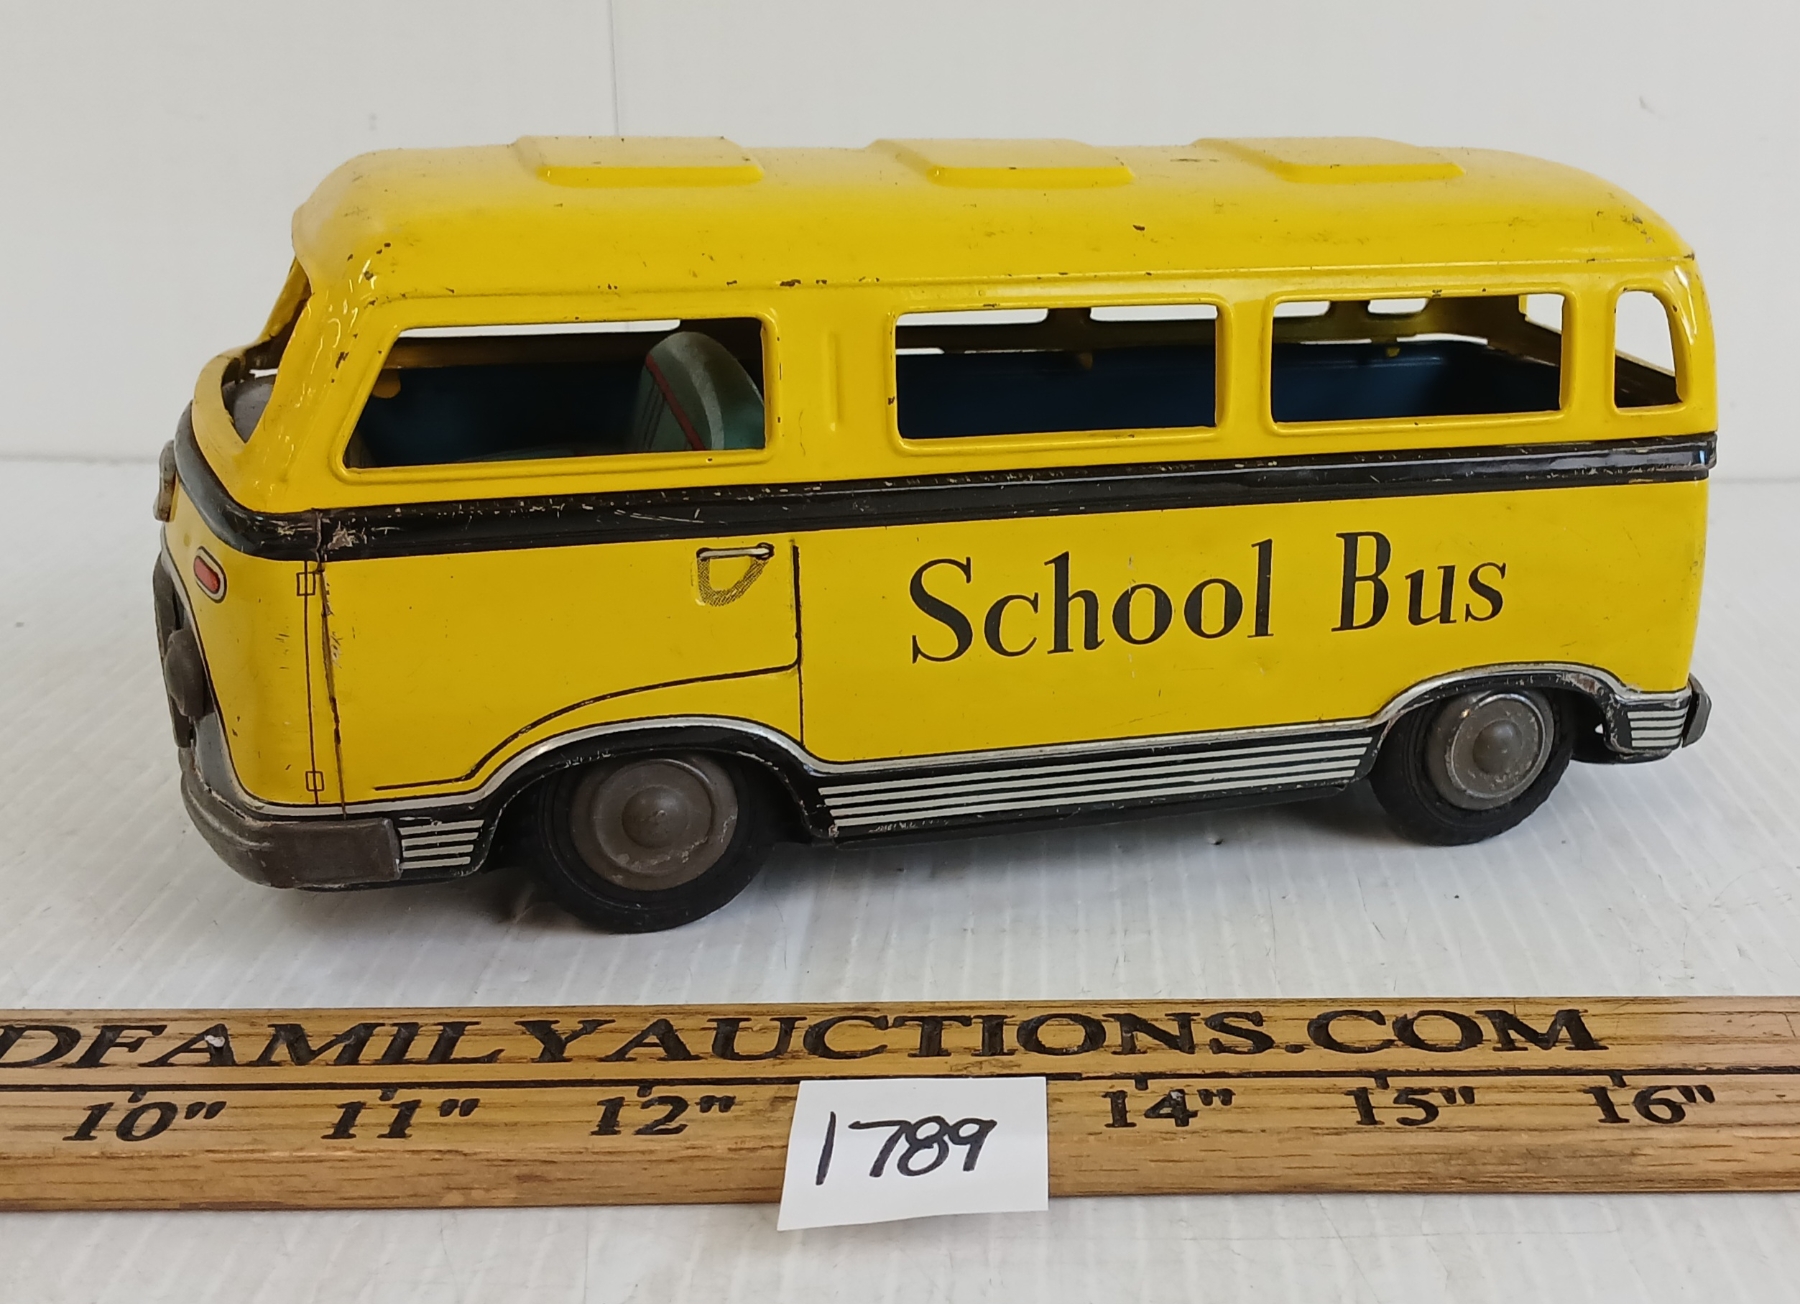 School Bus
DFAMILYAUCTIONS.COM
10" 11" 12" 14" 15" 16"
1789